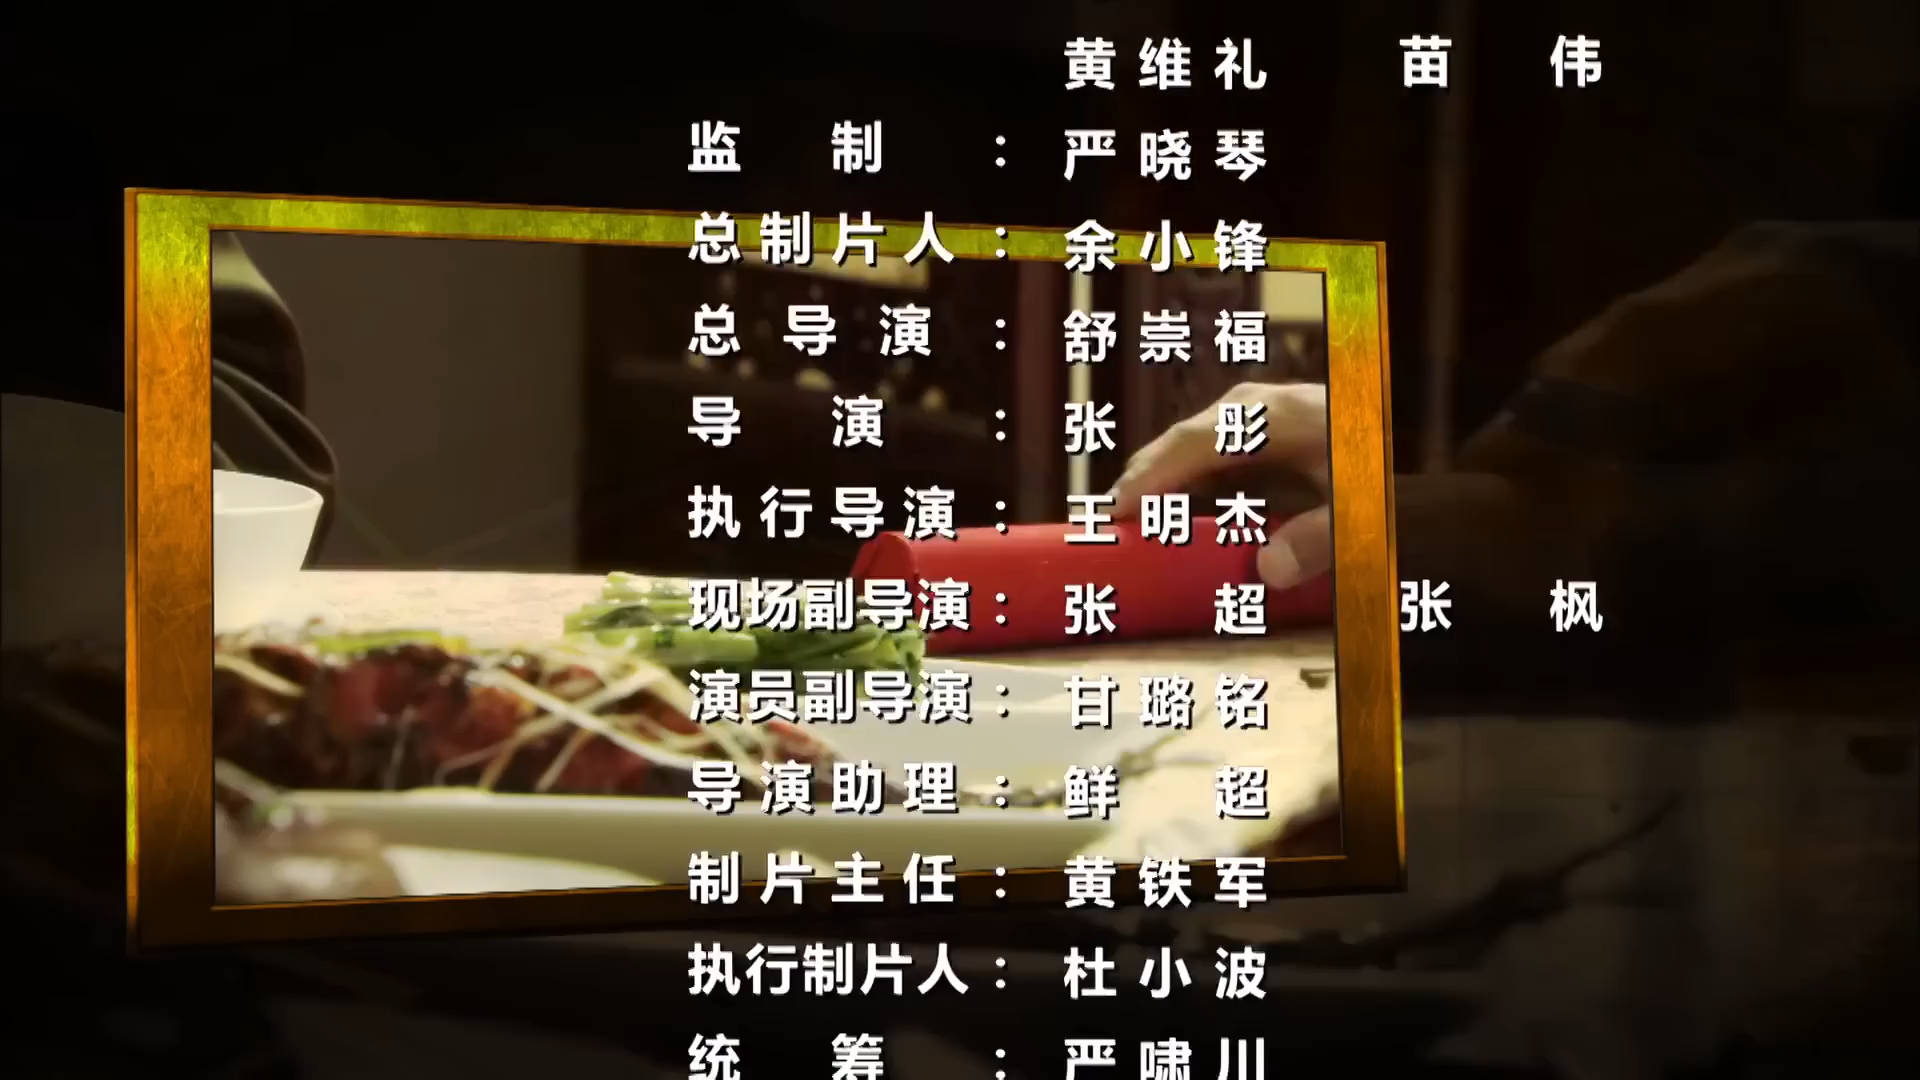 黄维礼 苗伟
监制：严晓琴
总制片人：余小锋
总导演：舒崇福
导演：张彤
执行导演：王明杰
现场副导演：张超 张枫
演员副导演：甘璐铭
导演助理：鲜超
制片主任：黄铁军
执行制片人：杜小波
统筹：严啸川